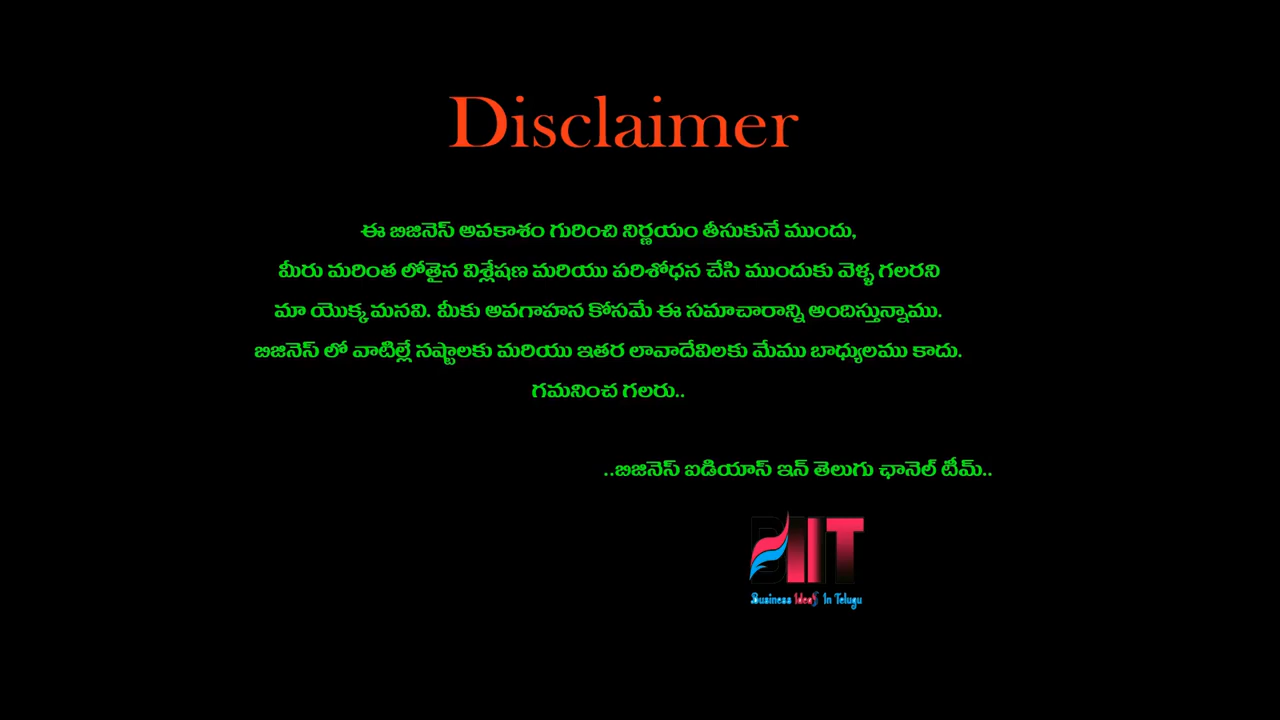 Disclaimer
ఈ బిజినెస్ అవకాశం గురించి నిర్ణయం తీసుకునే ముందు,
మీరు మరింత లోతైన విశ్లేషణ మరియు పరిశోధన చేసి ముందుకు వెళ్ళ గలరని
మా యొక్క మనవి. మీకు అవగాహన కోసమే ఈ సమాచారాన్ని అందిస్తున్నాము.
బిజినెస్ లో వాటిల్లే నష్టాలకు మరియు ఇతర లావాదేవిలకు మేము బాధ్యులము కాదు.
గమనించ గలరు..
..బిజినెస్ ఐడియాస్ ఇన్ తెలుగు ఛానెల్ టీమ్..
BIIT
Business IdeaS In Telugu